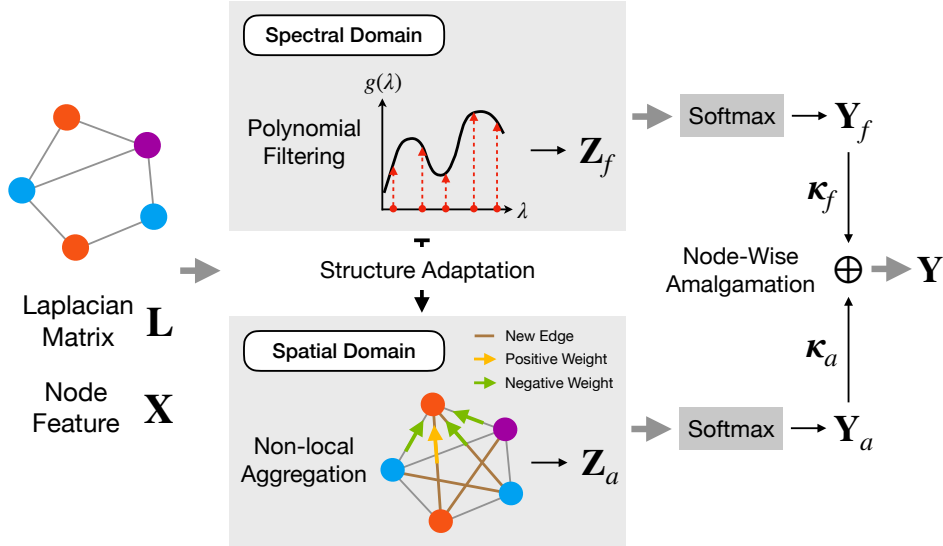 Spectral Domain
g(λ)
Polynomial
Filtering
Z_f
λ
Softmax
Y_f
κ_f
Structure Adaptation
Node-Wise
Amalgamation
⊕
Y
Laplacian
Matrix
L
Node
Feature
X
Spatial Domain
New Edge
Positive Weight
Negative Weight
Non-local
Aggregation
Z_a
κ_a
Softmax
Y_a